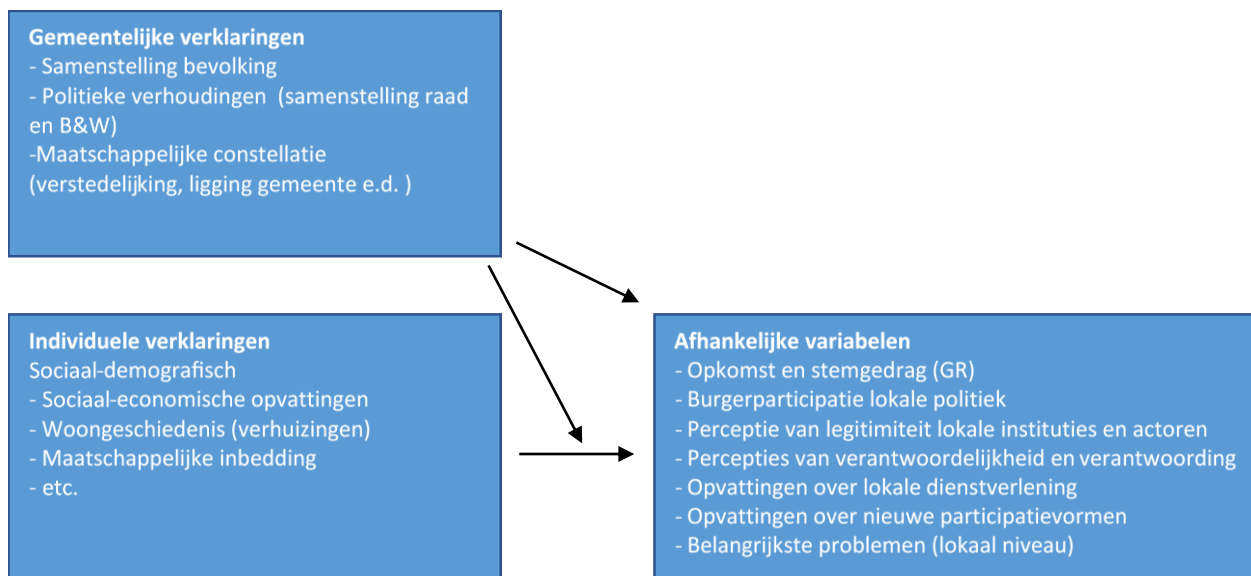 Gemeentelijke verklaringen
- Samenstelling bevolking
- Politieke verhoudingen (samenstelling raad
en B&W)
-Maatschappelijke constellatie
(verstedelijking, ligging gemeente e.d. )
Individuele verklaringen
Sociaal-demografisch
- Sociaal-economische opvattingen
- Woongeschiedenis (verhuizingen)
- Maatschappelijke inbedding
- etc.
Afhankelijke variabelen
- Opkomst en stemgedrag (GR)
- Burgerparticipatie lokale politiek
- Perceptie van legitimiteit lokale instituties en actoren
- Percepties van verantwoordelijkheid en verantwoording
- Opvattingen over lokale dienstverlening
- Opvattingen over nieuwe participatievormen
- Belangrijkste problemen (lokaal niveau)